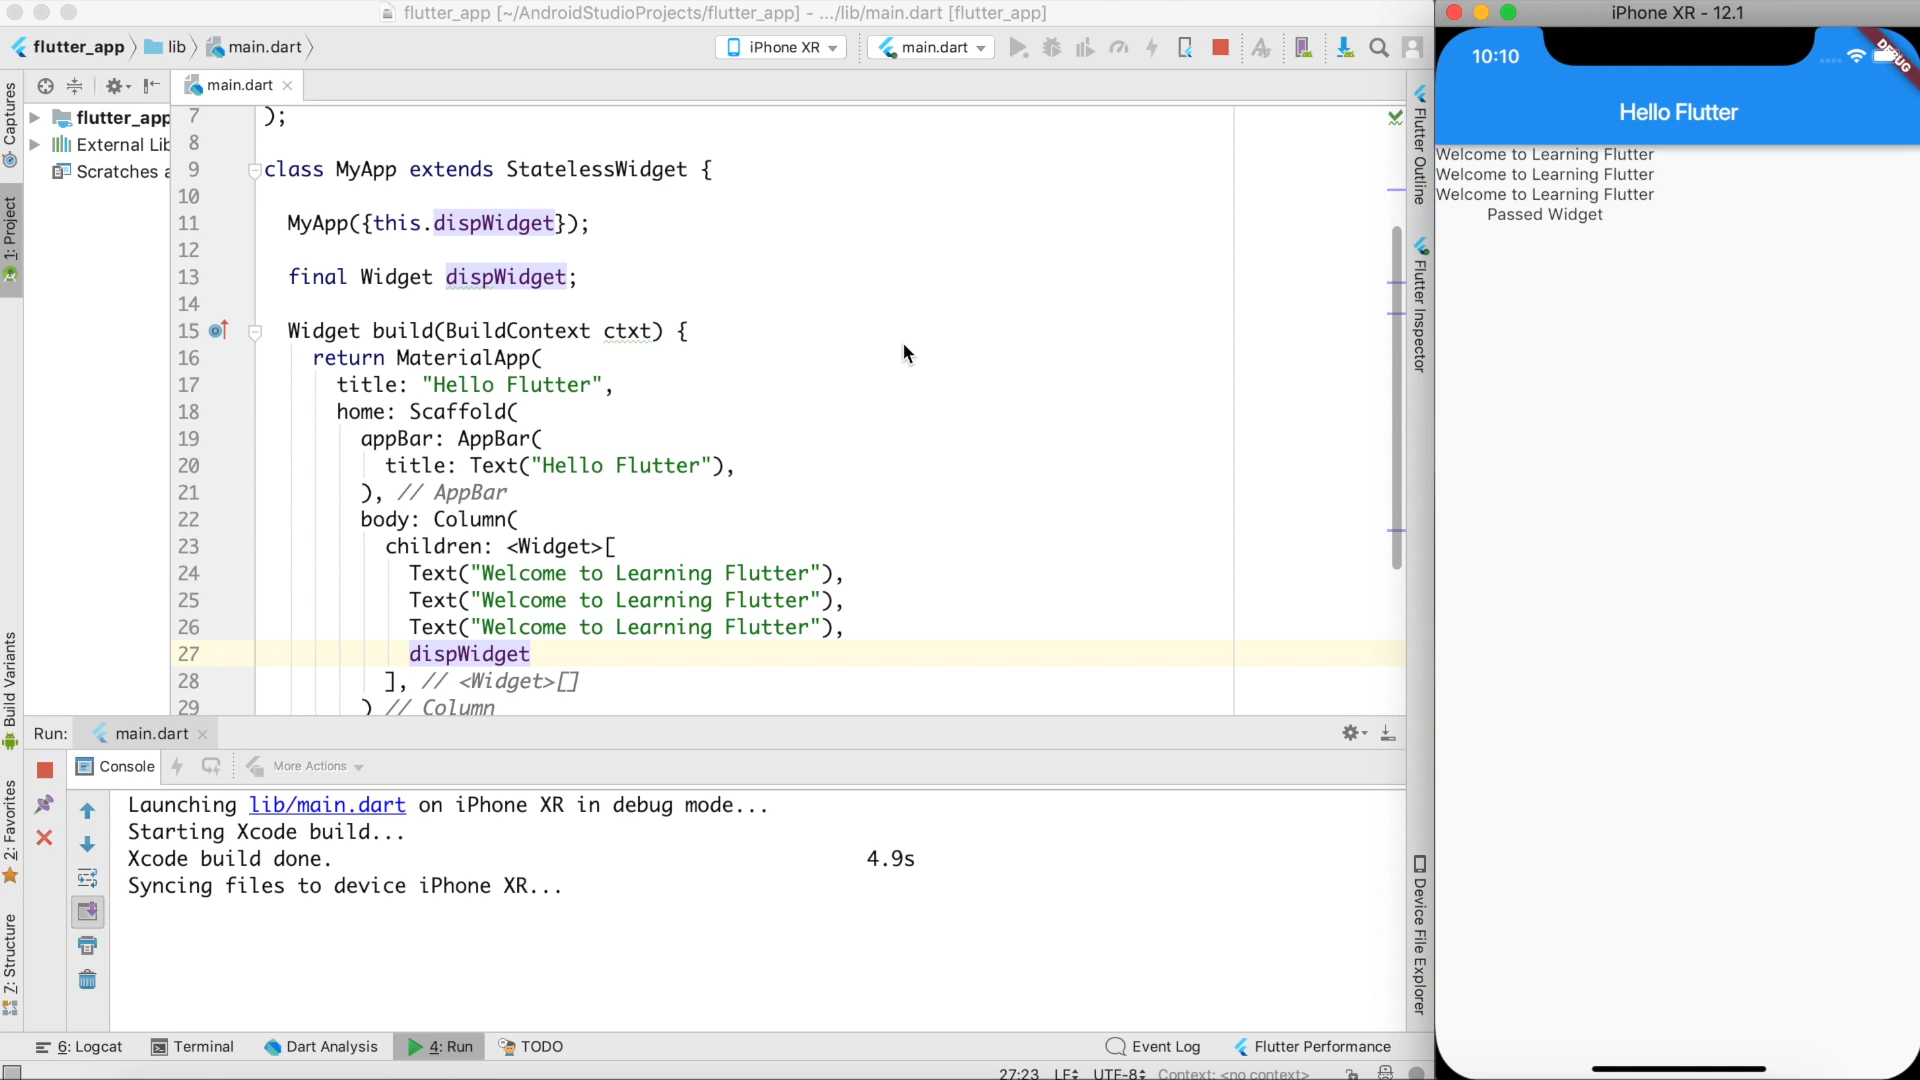 flutter_app [~/AndroidStudioProjects/flutter_app] - .../lib/main.dart [flutter_app]
iPhone XR - 12.1
flutter_app
lib
main.dart
iPhone XR
main.dart
10:10
DEBUG
Hello Flutter
Welcome to Learning Flutter
Welcome to Learning Flutter
Welcome to Learning Flutter
Passed Widget
main.dart
Captures
1: Project
Build Variants
2: Favorites
7: Structure
flutter_app
External Lib
Scratches a
7 );
8
9 class MyApp extends StatelessWidget {
10
11 MyApp({this.dispWidget});
12
13 final Widget dispWidget;
14
15 Widget build(BuildContext ctxt) {
16 return MaterialApp(
17 title: "Hello Flutter",
18 home: Scaffold(
19 appBar: AppBar(
20 title: Text("Hello Flutter"),
21 ), // AppBar
22 body: Column(
23 children: <Widget>[
24 Text("Welcome to Learning Flutter"),
25 Text("Welcome to Learning Flutter"),
26 Text("Welcome to Learning Flutter"),
27 dispWidget
28 ], // <Widget>[]
29 ) // Column
Flutter Outline
Flutter Inspector
Device File Explorer
Run:
main.dart
Console
More Actions
Launching lib/main.dart on iPhone XR in debug mode...
Starting Xcode build...
Xcode build done. 4.9s
Syncing files to device iPhone XR...
6: Logcat
Terminal
Dart Analysis
4: Run
TODO
Event Log
Flutter Performance
27:23 LF UTF-8 Context: <no context>